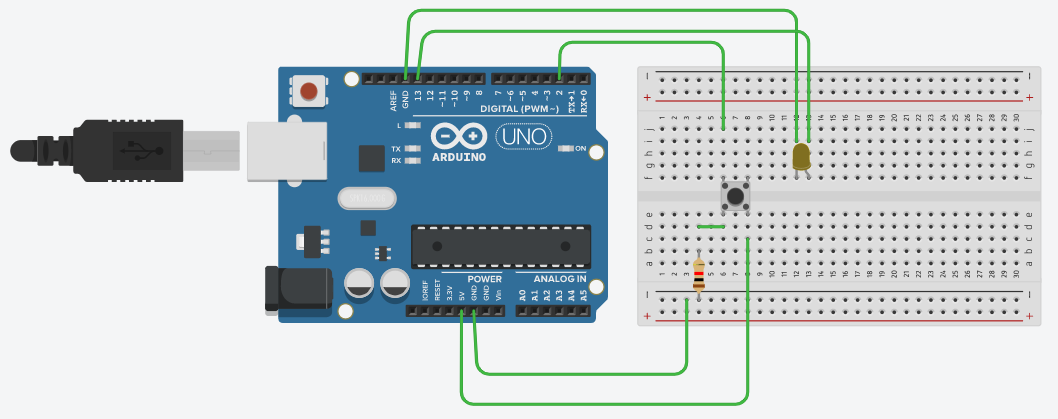 AREF
GND
13
12
~11
~10
~9
8
7
~6
~5
4
~3
2
TX→1
RX←0
DIGITAL (PWM ~)
L
TX
RX
ARDUINO
UNO
ON
POWER
ANALOG IN
IOREF
RESET
3.3V
5V
GND
GND
Vin
A0
A1
A2
A3
A4
A5
− −
+ +
1 2 3 4 5 6 7 8 9 10 11 12 13 14 15 16 17 18 19 20 21 22 23 24 25 26 27 28 29 30
j j
i i
h h
g g
f f
e e
d d
c c
b b
a a
1 2 3 4 5 6 7 8 9 10 11 12 13 14 15 16 17 18 19 20 21 22 23 24 25 26 27 28 29 30
− −
+ +